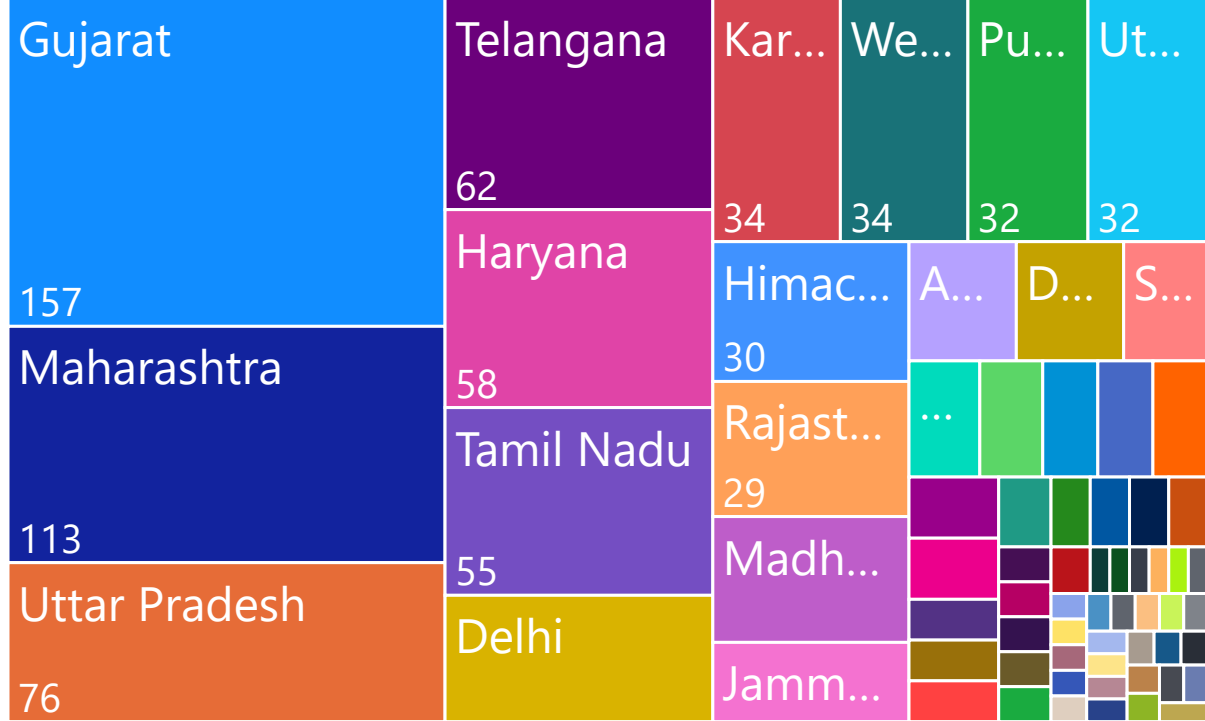 Gujarat
157
Maharashtra
113
Uttar Pradesh
76
Telangana
62
Haryana
58
Tamil Nadu
55
Delhi
Kar...
34
We...
34
Pu...
32
Ut...
32
Himac...
30
Rajast...
29
Madh...
Jamm...
A...
D...
S...
...